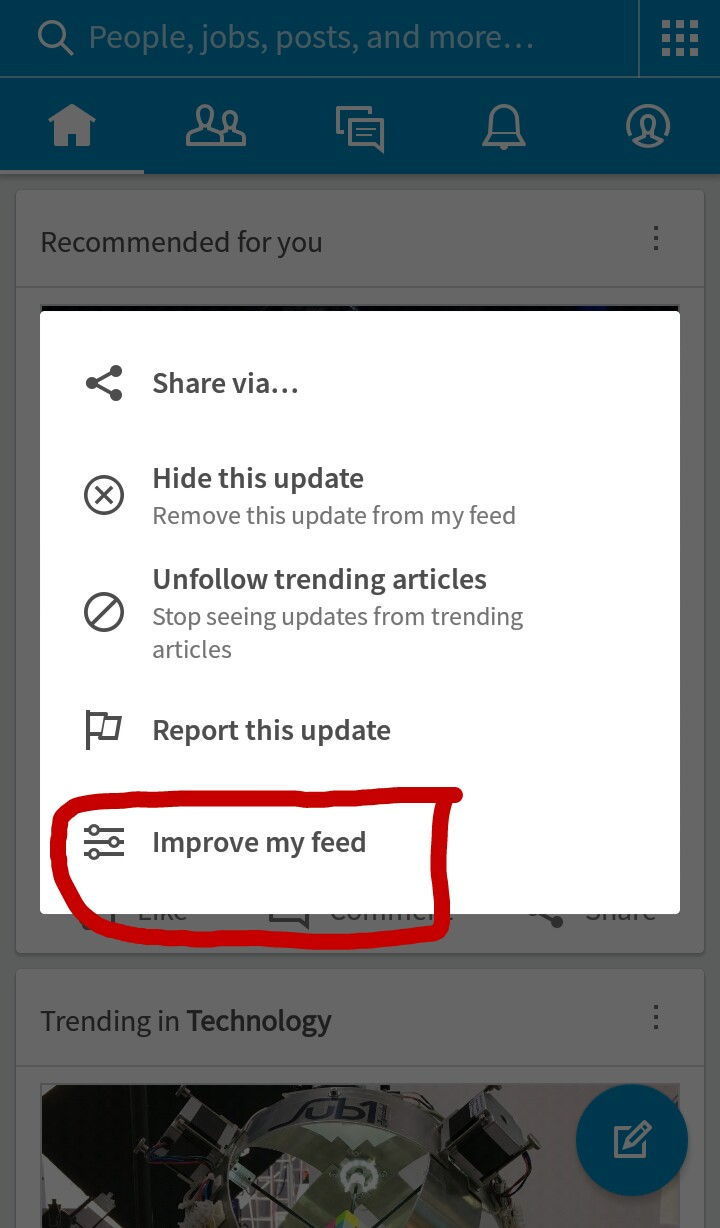 People, jobs, posts, and more…
Recommended for you
Share via…
Hide this update
Remove this update from my feed
Unfollow trending articles
Stop seeing updates from trending
articles
Report this update
Improve my feed
Like Comment Share
Trending in Technology
sub1